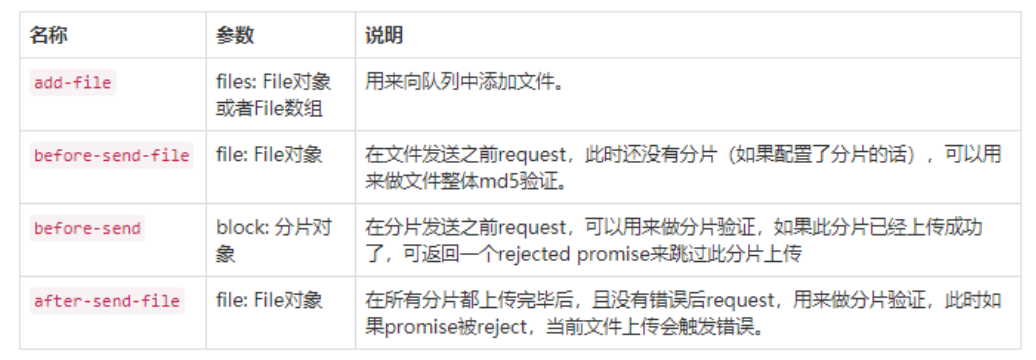 名称 参数 说明
add-file files: File对象 用来向队列中添加文件。
或者File数组
before-send-file file: File对象 在文件发送之前request，此时还没有分片（如果配置了分片的话），可以用
来做文件整体md5验证。
before-send block: 分片对 在分片发送之前request，可以用来做分片验证，如果此分片已经上传成功
象 了，可返回一个rejected promise来跳过此分片上传
after-send-file file: File对象 在所有分片都上传完毕后，且没有错误后request，用来做分片验证，此时如
果promise被reject，当前文件上传会触发错误。